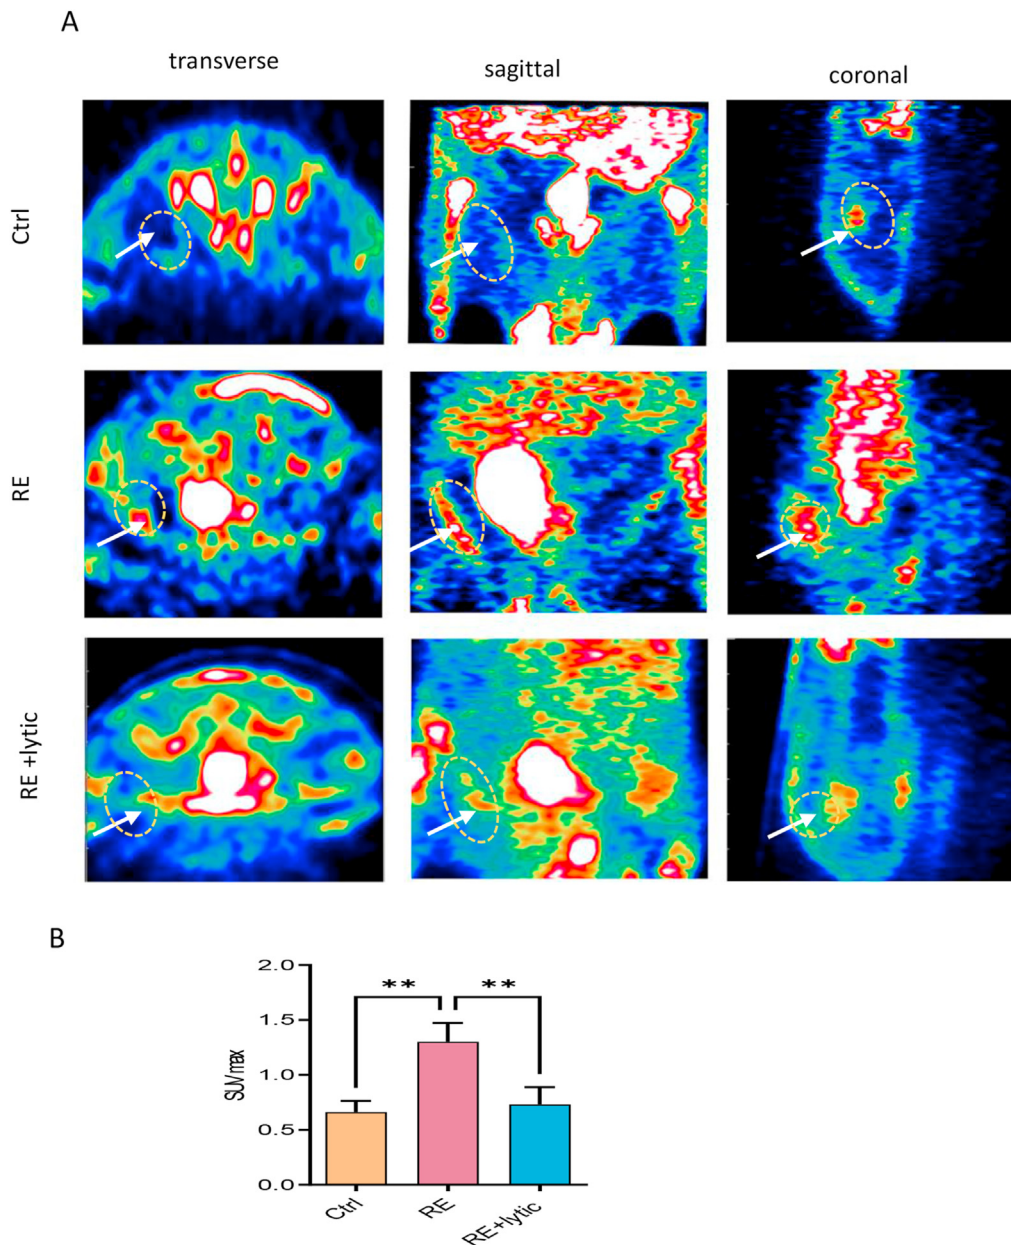 A
transverse
sagittal
coronal
Ctrl
RE
RE +lytic
B
SUVmax
2.0
1.5
1.0
0.5
0.0
**
**
Ctrl
RE
RE+lytic